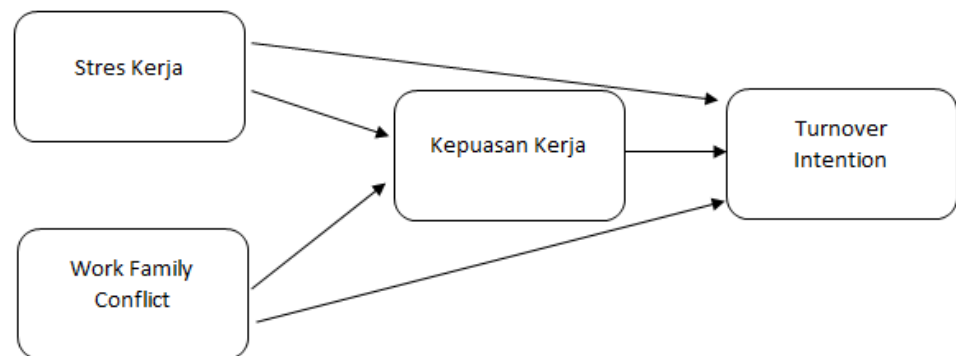 Stres Kerja
Kepuasan Kerja
Turnover
Intention
Work Family
Conflict